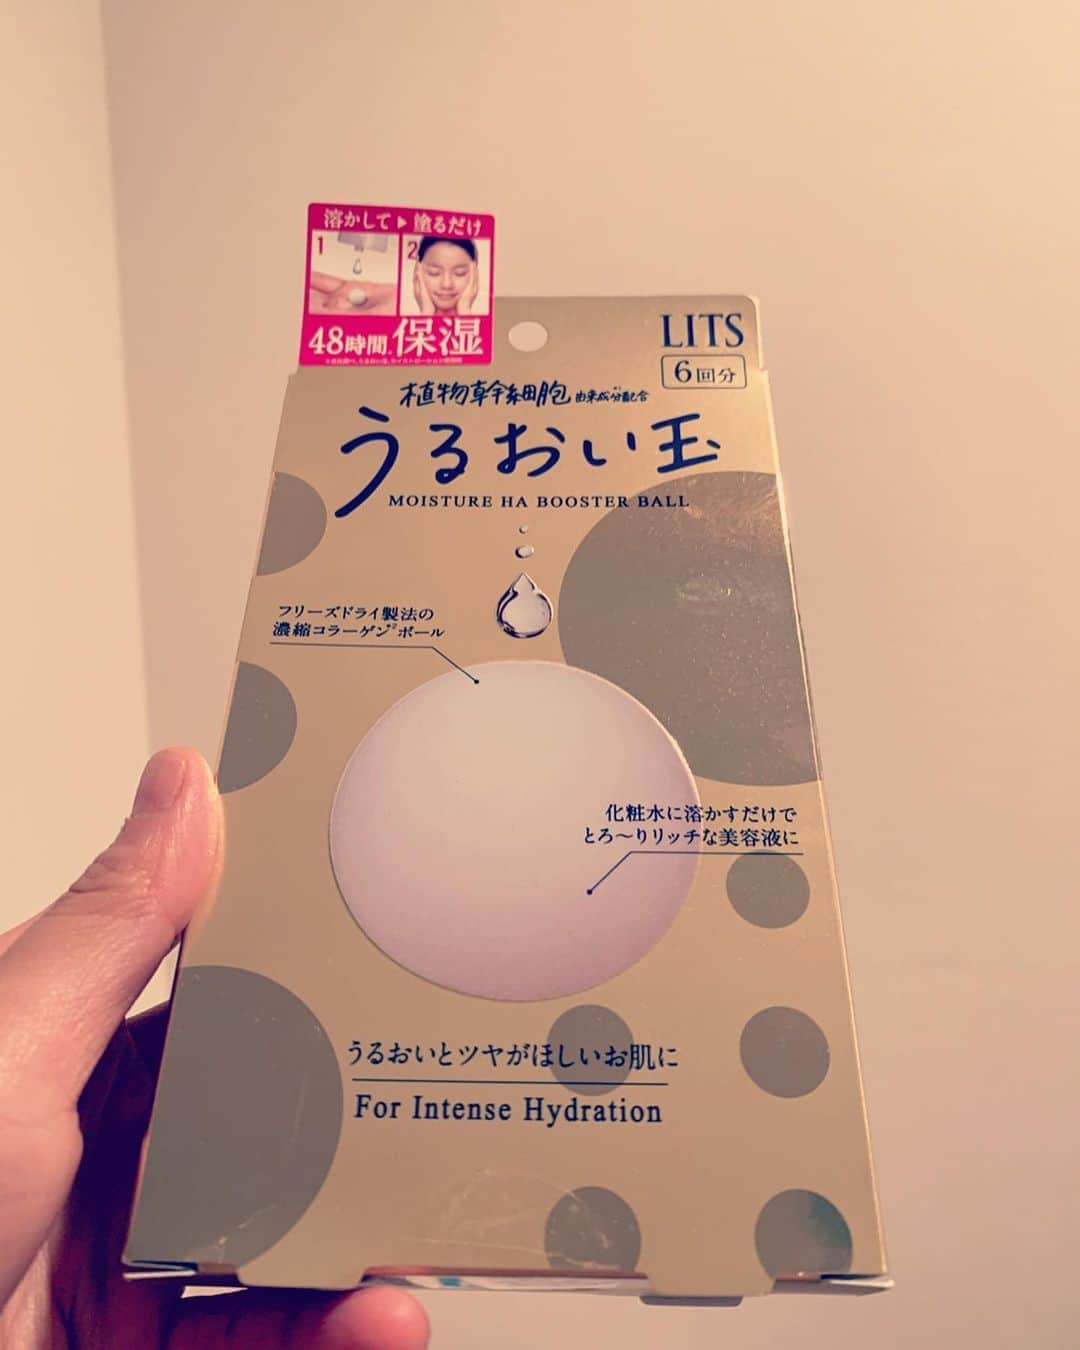 溶かして▶塗るだけ
1
2
48時間 保湿
LITS
6回分
植物幹細胞 由来成分配合
うるおい玉
MOISTURE HA BOOSTER BALL
フリーズドライ製法の
濃縮コラーゲン*2ボール
化粧水に溶かすだけで
とろ〜りリッチな美容液に
うるおいとツヤがほしいお肌に
For Intense Hydration